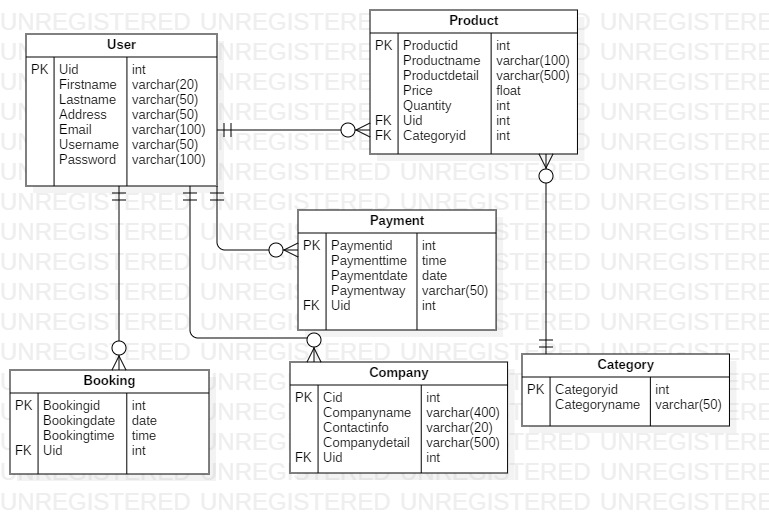 User
PK Uid int
Firstname varchar(20)
Lastname varchar(50)
Address varchar(50)
Email varchar(100)
Username varchar(50)
Password varchar(100)
Product
PK Productid int
Productname varchar(100)
Productdetail varchar(500)
Price float
Quantity int
FK Uid int
FK Categoryid int
Payment
PK Paymentid int
Paymenttime time
Paymentdate date
Paymentway varchar(50)
FK Uid int
Booking
PK Bookingid int
Bookingdate date
Bookingtime time
FK Uid int
Company
PK Cid int
Companyname varchar(400)
Contactinfo varchar(20)
Companydetail varchar(500)
FK Uid int
Category
PK Categoryid int
Categoryname varchar(50)
UNREGISTERED